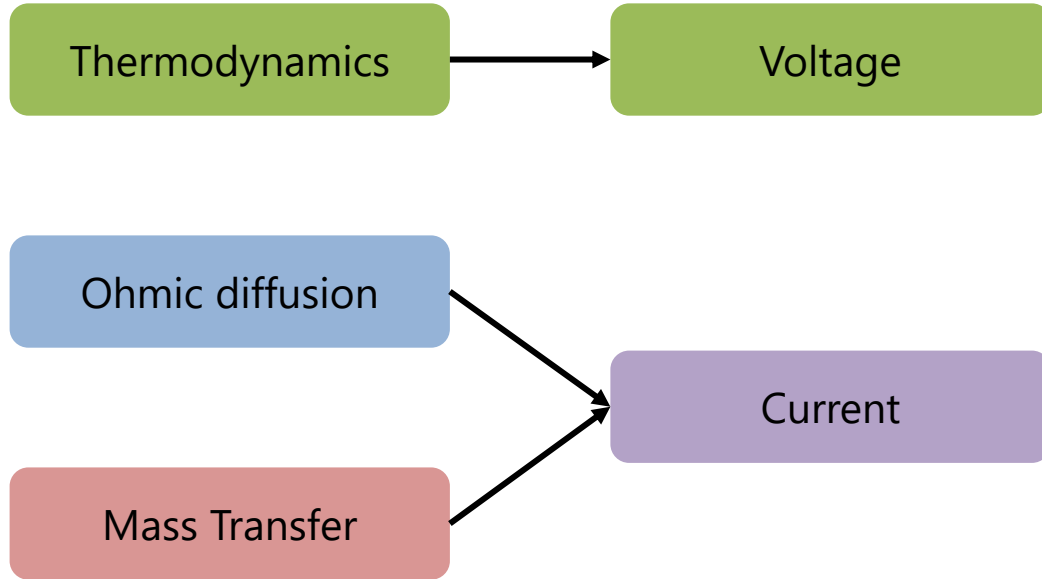 Thermodynamics
Voltage
Ohmic diffusion
Current
Mass Transfer